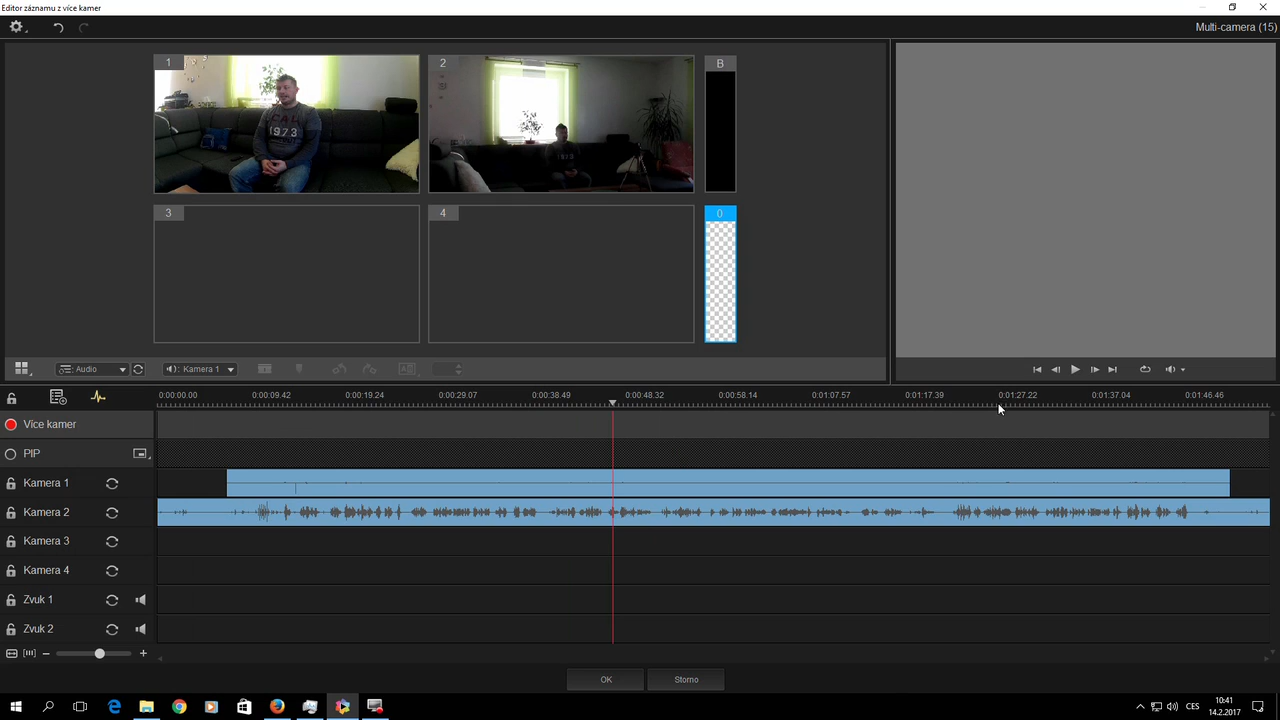 Editor záznamu z více kamer
Multi-camera (15)
1
2
B
CAL
1973
3
4
0
Audio
Kamera 1
0:00:00.00 0:00:09.42 0:00:19.24 0:00:29.07 0:00:38.49 0:00:48.32 0:00:58.14 0:01:07.57 0:01:17.39 0:01:27.22 0:01:37.04 0:01:46.46
Více kamer
PIP
Kamera 1
Kamera 2
Kamera 3
Kamera 4
Zvuk 1
Zvuk 2
OK
Storno
CES
10:41
14.2.2017